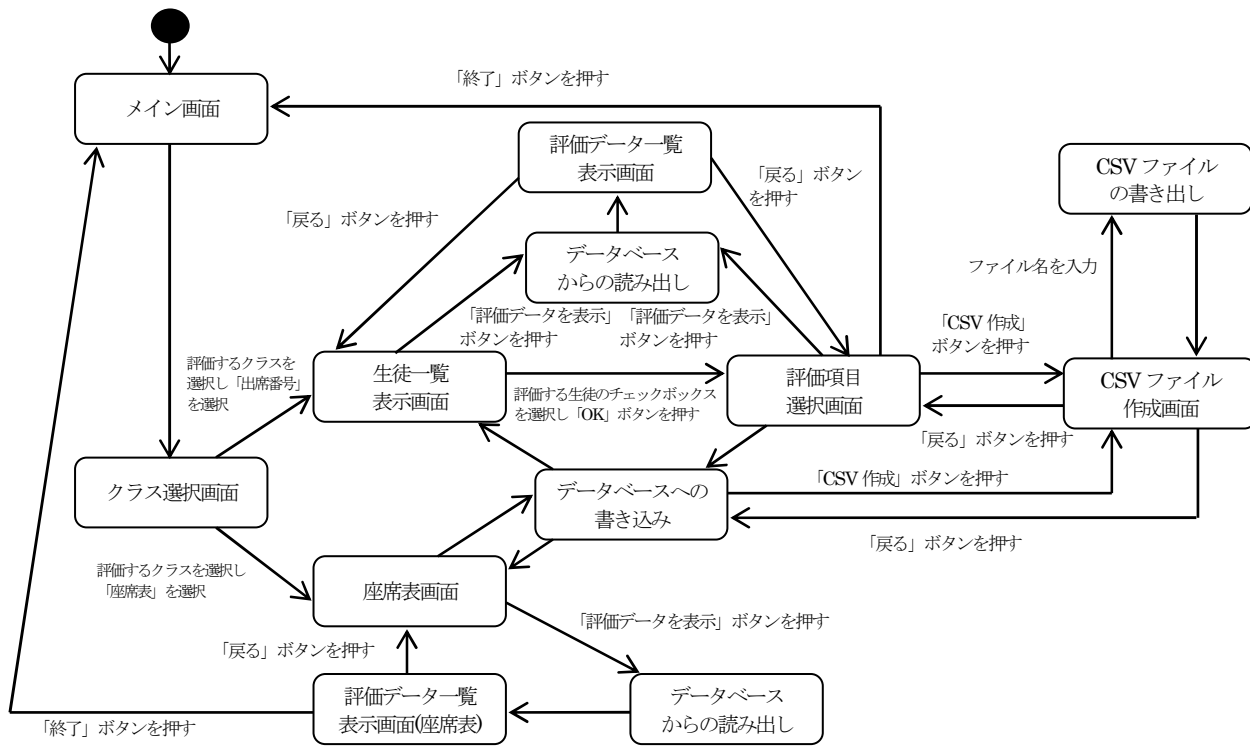 「終了」ボタンを押す
メイン画面
評価データ一覧
表示画面
「戻る」ボタン
を押す
CSV ファイル
の書き出し
「戻る」ボタンを押す
データベース
からの読み出し
ファイル名を入力
「評価データを表示」
ボタンを押す
「評価データを表示」
ボタンを押す
「CSV 作成」
ボタンを押す
評価するクラスを
選択し「出席番号」
を選択
生徒一覧
表示画面
評価する生徒のチェックボックス
を選択し「OK」ボタンを押す
評価項目
選択画面
CSV ファイル
作成画面
「戻る」ボタンを押す
クラス選択画面
データベースへの
書き込み
「CSV 作成」ボタンを押す
「戻る」ボタンを押す
評価するクラスを選択し
「座席表」を選択
座席表画面
「評価データを表示」ボタンを押す
「戻る」ボタンを押す
評価データ一覧
表示画面(座席表)
データベース
からの読み出し
「終了」ボタンを押す